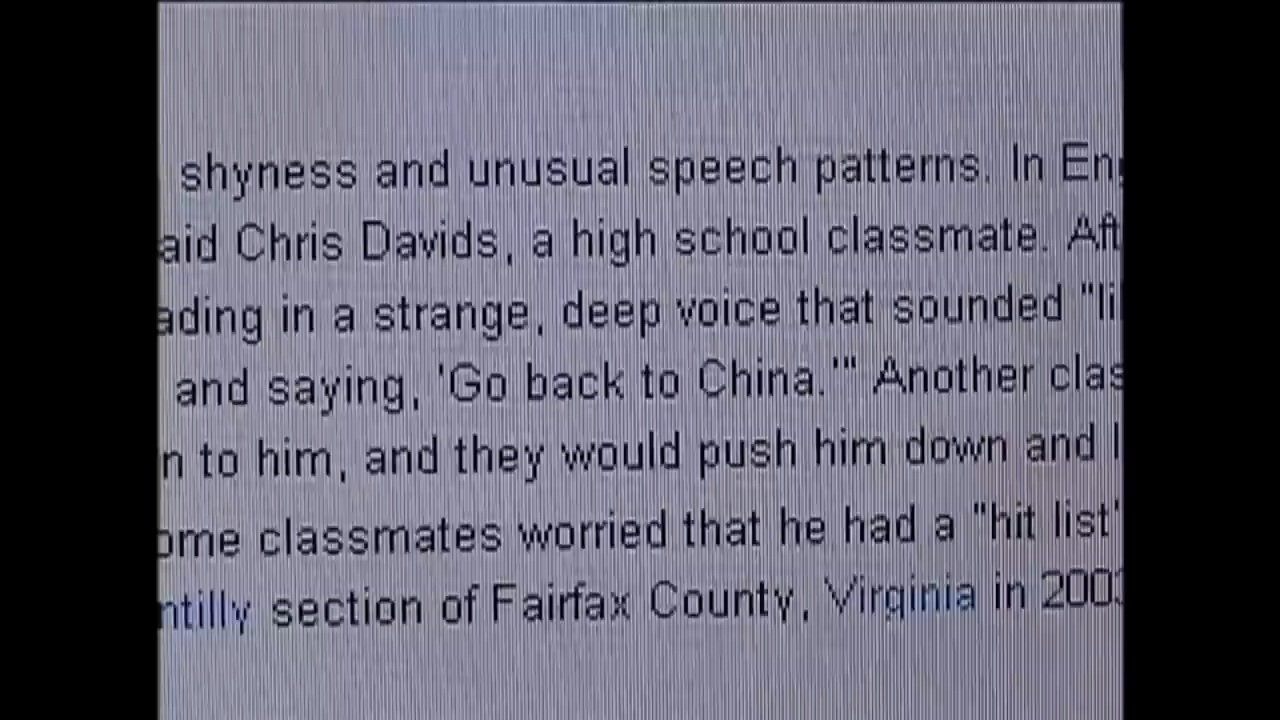 shyness and unusual speech patterns. In En
aid Chris Davids, a high school classmate. Aft
ading in a strange, deep voice that sounded "li
and saying, 'Go back to China.'" Another clas
n to him, and they would push him down and l
ome classmates worried that he had a "hit list"
ntilly section of Fairfax County, Virginia in 2003